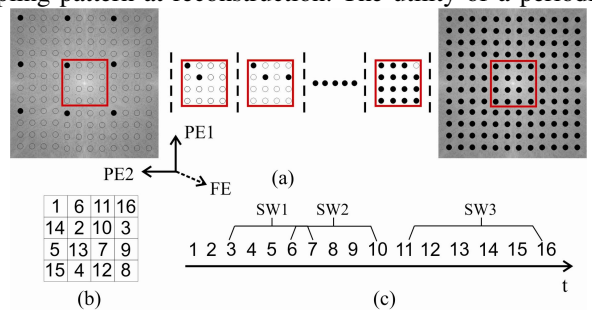 pling pattern at reconstruction. The utility of a period
PE1
PE2
FE
(a)
1 6 11 16
14 2 10 3
5 13 7 9
15 4 12 8
(b)
SW1 SW2 SW3
1 2 3 4 5 6 7 8 9 10 11 12 13 14 15 16
t
(c)